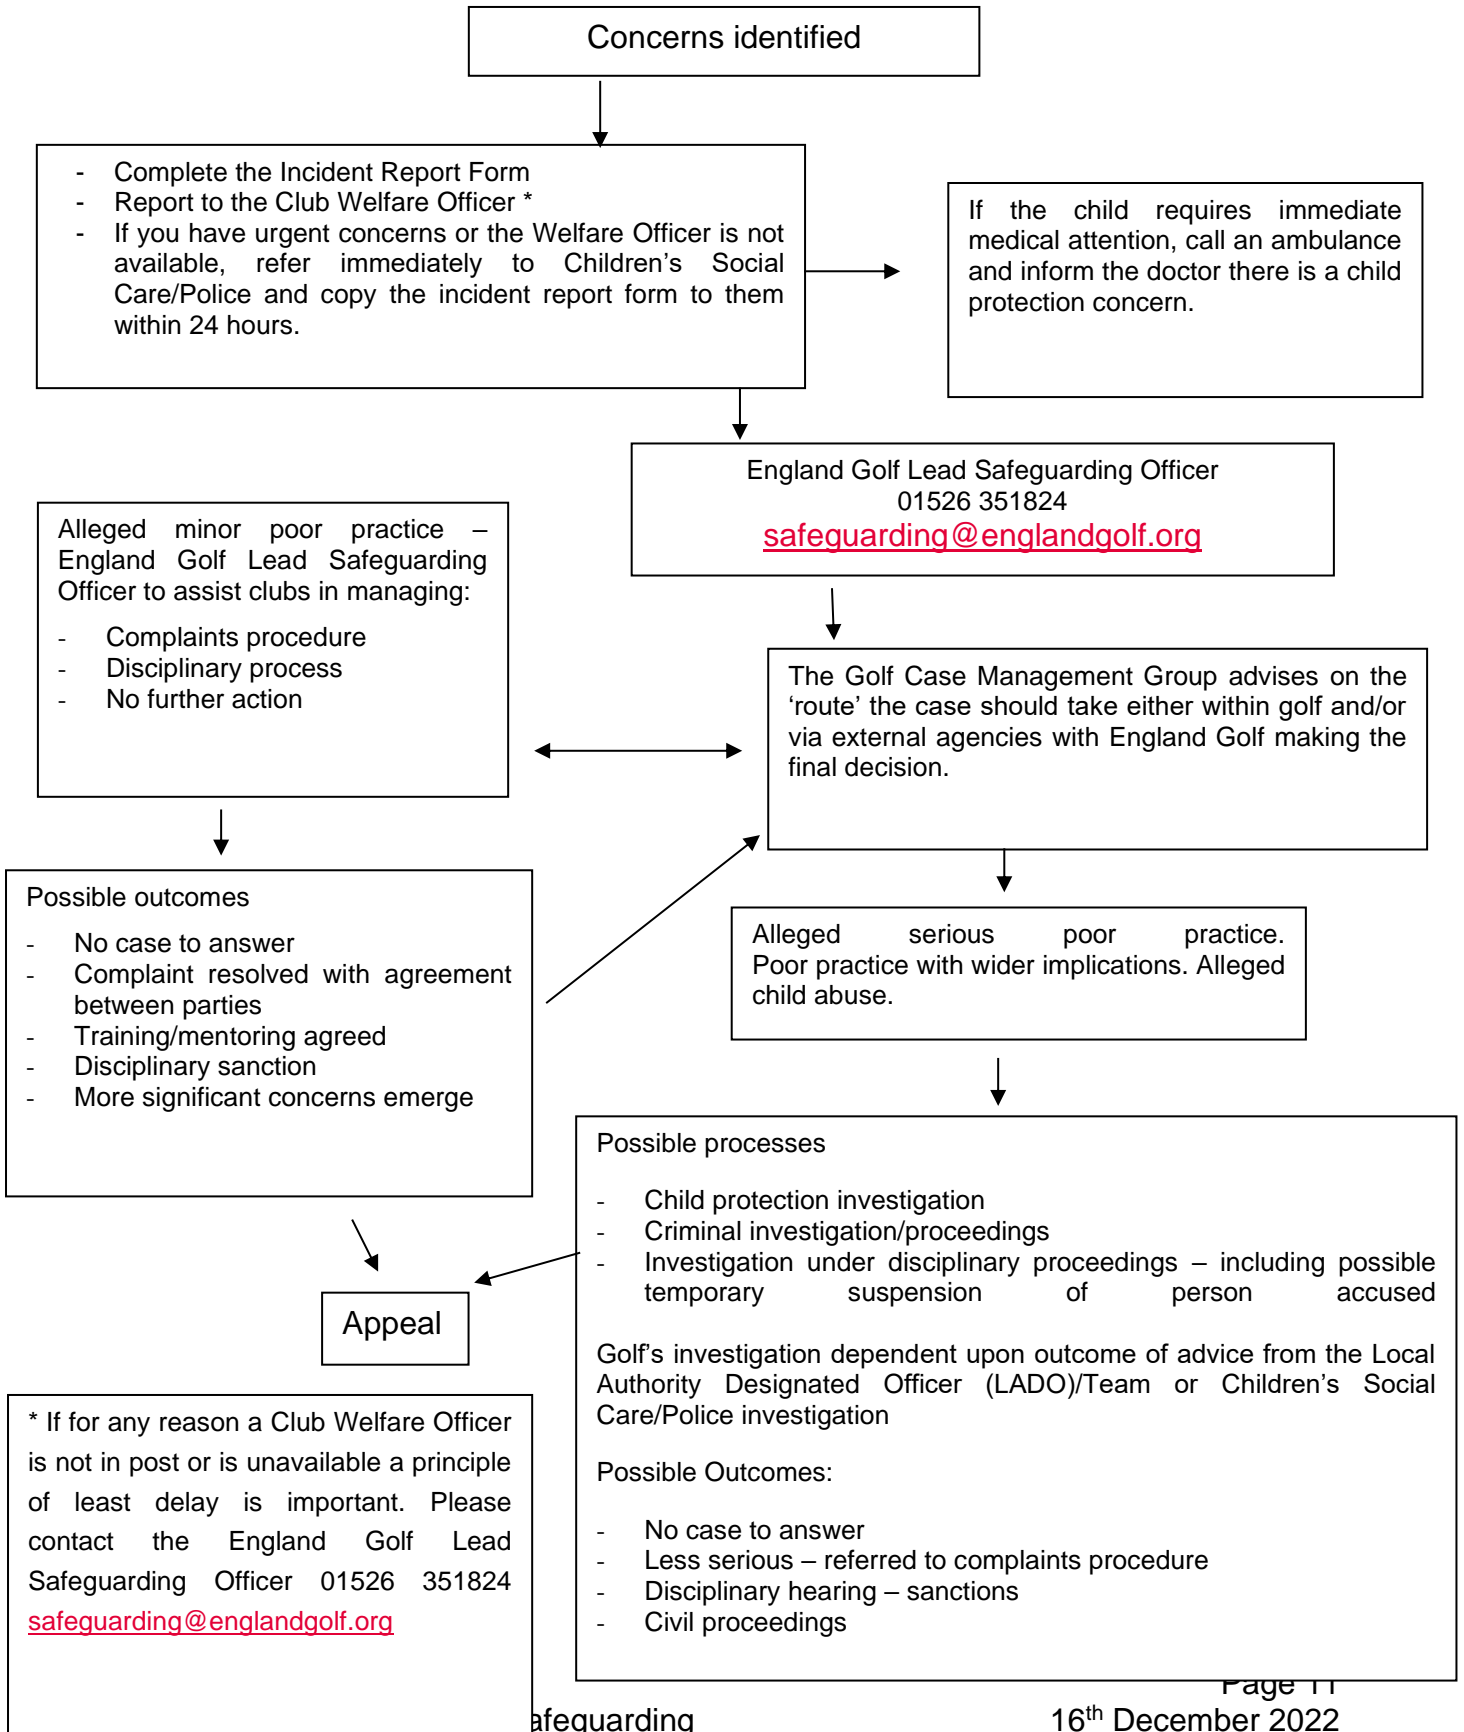 Concerns identified
- Complete the Incident Report Form
- Report to the Club Welfare Officer *
- If you have urgent concerns or the Welfare Officer is not
available, refer immediately to Children’s Social
Care/Police and copy the incident report form to them
within 24 hours.
If the child requires immediate
medical attention, call an ambulance
and inform the doctor there is a child
protection concern.
England Golf Lead Safeguarding Officer
01526 351824
safeguarding@englandgolf.org
Alleged minor poor practice –
England Golf Lead Safeguarding
Officer to assist clubs in managing:
- Complaints procedure
- Disciplinary process
- No further action
The Golf Case Management Group advises on the
‘route’ the case should take either within golf and/or
via external agencies with England Golf making the
final decision.
Possible outcomes
- No case to answer
- Complaint resolved with agreement
between parties
- Training/mentoring agreed
- Disciplinary sanction
- More significant concerns emerge
Alleged serious poor practice.
Poor practice with wider implications. Alleged
child abuse.
Possible processes
- Child protection investigation
- Criminal investigation/proceedings
- Investigation under disciplinary proceedings – including possible
temporary suspension of person accused
Golf’s investigation dependent upon outcome of advice from the Local
Authority Designated Officer (LADO)/Team or Children’s Social
Care/Police investigation
Possible Outcomes:
- No case to answer
- Less serious – referred to complaints procedure
- Disciplinary hearing – sanctions
- Civil proceedings
Appeal
* If for any reason a Club Welfare Officer
is not in post or is unavailable a principle
of least delay is important. Please
contact the England Golf Lead
Safeguarding Officer 01526 351824
safeguarding@englandgolf.org
Page 11
afeguarding 16th December 2022